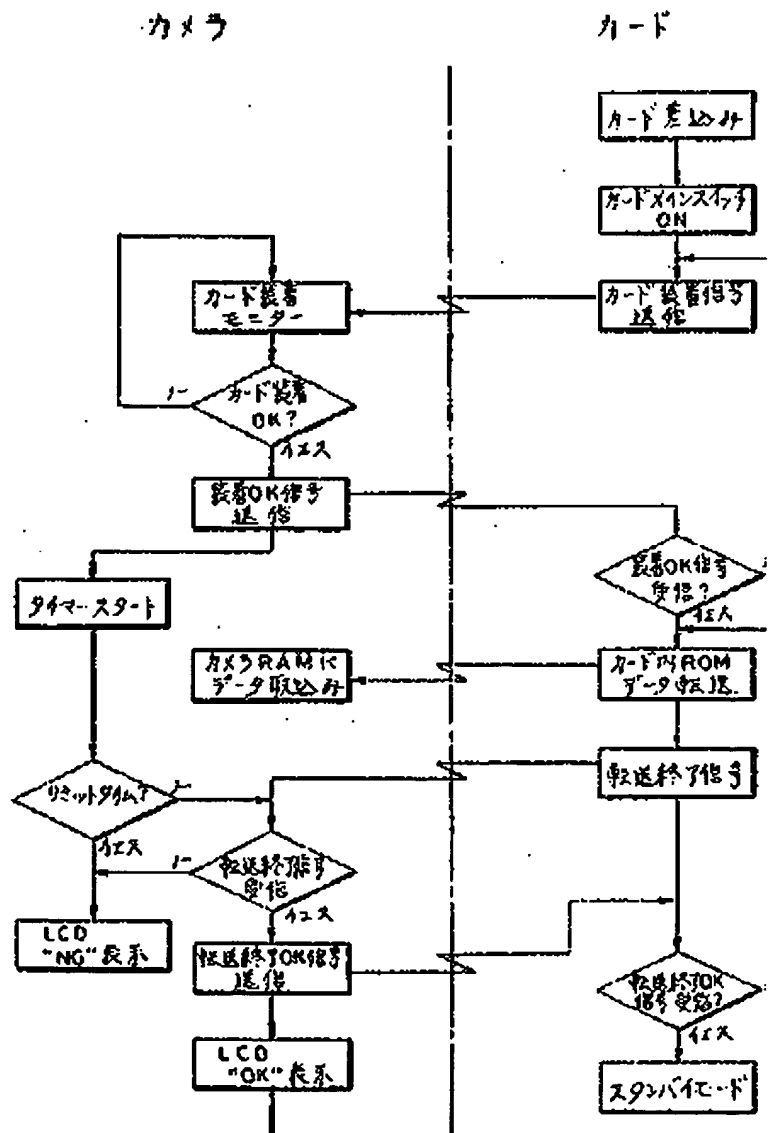 カメラ
カード
カード差込み
カードメインスイッチ
ON
カード装着
モニター
カード装着信号
送信
ノー
カード装着
OK?
イエス
装着OK信号
送信
装着OK信号
受信?
イエス
タイマースタート
カメラRAMに
データ取込み
カード内ROM
データ転送
転送終了信号
リミットタイム?
ノー
イエス
ノー
転送終了信号
受信
イエス
LCD
"NG"表示
転送終了OK信号
送信
転送終了OK
信号受信?
イエス
LCD
"OK"表示
スタンバイモード